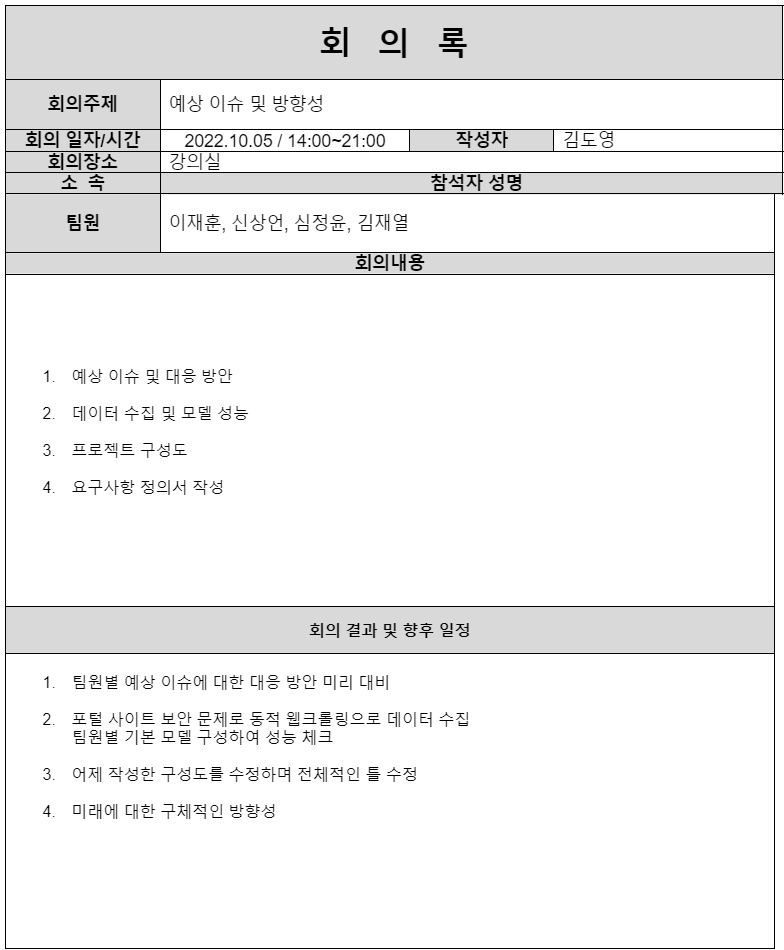 회 의 록
회의주제 예상 이슈 및 방향성
회의 일자/시간 2022.10.05 / 14:00~21:00 작성자 김도영
회의장소 강의실
소 속 참석자 성명
팀원 이재훈, 신상언, 심정윤, 김재열
회의내용
1. 예상 이슈 및 대응 방안
2. 데이터 수집 및 모델 성능
3. 프로젝트 구성도
4. 요구사항 정의서 작성
회의 결과 및 향후 일정
1. 팀원별 예상 이슈에 대한 대응 방안 미리 대비
2. 포털 사이트 보안 문제로 동적 웹크롤링으로 데이터 수집
팀원별 기본 모델 구성하여 성능 체크
3. 어제 작성한 구성도를 수정하며 전체적인 틀 수정
4. 미래에 대한 구체적인 방향성